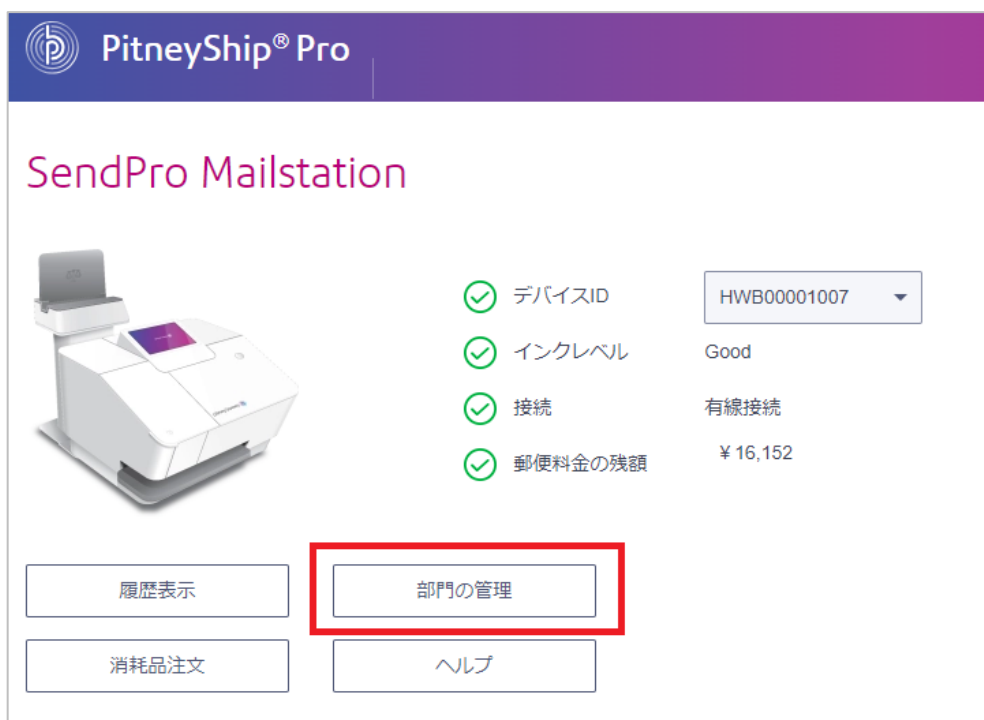 PitneyShip® Pro
SendPro Mailstation
デバイスID
HWB00001007
インクレベル
Good
接続
有線接続
郵便料金の残額
¥ 16,152
履歴表示
部門の管理
消耗品注文
ヘルプ